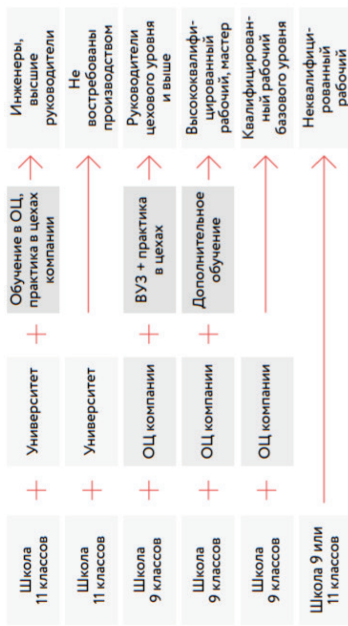 Школа
11 классов
+
Университет
+
Обучение в ОЦ,
практика в цехах
компании
Инженеры,
высшие
руководители
Школа
11 классов
+
Университет
Не
востребованы
производством
Школа
9 классов
+
ОЦ компании
+
ВУЗ + практика
в цехах
Руководители
цехового уровня
и выше
Школа
9 классов
+
ОЦ компании
+
Дополнительное
обучение
Высококвалифи-
цированный
рабочий, мастер
Школа
9 классов
+
ОЦ компании
Квалифицирован-
ный рабочий
базового уровня
Школа 9 или
11 классов
Неквалифици-
рованный
рабочий